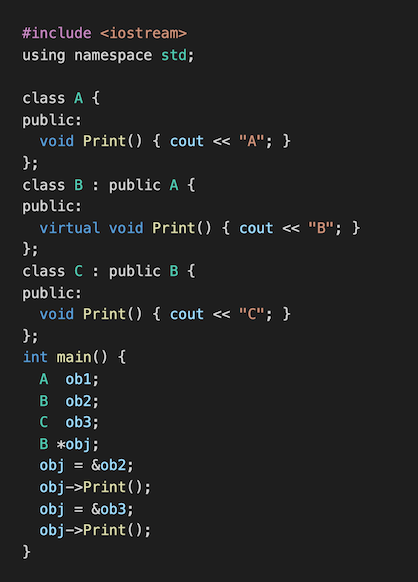 #include <iostream>
using namespace std;

class A {
public:
  void Print() { cout << "A"; }
};
class B : public A {
public:
  virtual void Print() { cout << "B"; }
};
class C : public B {
public:
  void Print() { cout << "C"; }
};
int main() {
  A  ob1;
  B  ob2;
  C  ob3;
  B *obj;
  obj = &ob2;
  obj->Print();
  obj = &ob3;
  obj->Print();
}